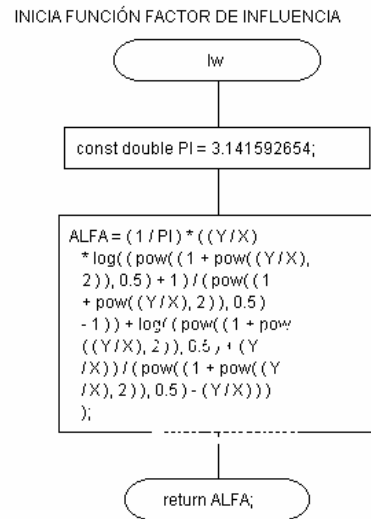 INICIA FUNCIÓN FACTOR DE INFLUENCIA
Iw
const double PI = 3.141592654;
ALFA = ( 1 / PI ) * ( ( Y / X )
* log( ( pow( ( 1 + pow( ( Y / X ),
2 ) ), 0.5 ) + 1 ) / ( pow( ( 1
+ pow( ( Y / X ), 2 ) ), 0.5 )
- 1 ) ) + log( ( pow( ( 1 + pow
( ( Y / X ), 2 ) ), 0.5 ) + ( Y
/ X ) ) / ( pow( ( 1 + pow( ( Y
/ X ), 2 ) ), 0.5 ) - ( Y / X ) ) )
);
return ALFA;